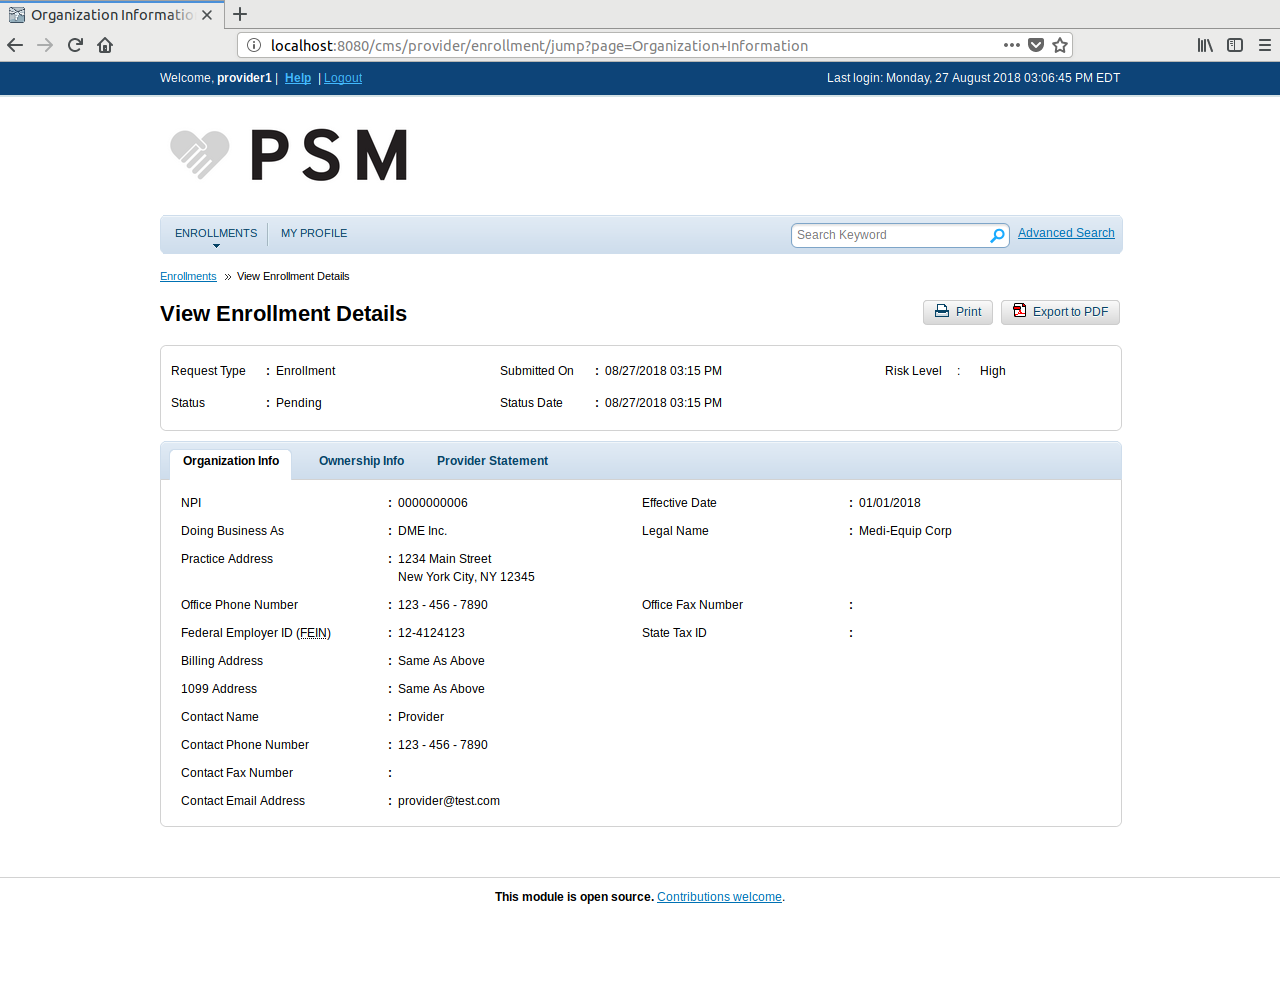 Organization Informatio
localhost:8080/cms/provider/enrollment/jump?page=Organization+Information
Welcome, provider1 | Help | Logout Last login: Monday, 27 August 2018 03:06:45 PM EDT
PSM
ENROLLMENTS MY PROFILE Search Keyword Advanced Search
Enrollments » View Enrollment Details
View Enrollment Details Print Export to PDF
Request Type : Enrollment Submitted On : 08/27/2018 03:15 PM Risk Level : High
Status : Pending Status Date : 08/27/2018 03:15 PM
Organization Info Ownership Info Provider Statement
NPI : 0000000006 Effective Date : 01/01/2018
Doing Business As : DME Inc. Legal Name : Medi-Equip Corp
Practice Address : 1234 Main Street
New York City, NY 12345
Office Phone Number : 123 - 456 - 7890 Office Fax Number :
Federal Employer ID (FEIN) : 12-4124123 State Tax ID :
Billing Address : Same As Above
1099 Address : Same As Above
Contact Name : Provider
Contact Phone Number : 123 - 456 - 7890
Contact Fax Number :
Contact Email Address : provider@test.com
This module is open source. Contributions welcome.